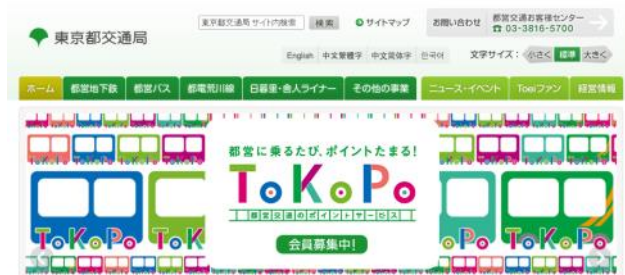 東京都交通局
東京都交通局 サイト内検索 検索 サイトマップ
お問い合わせ 都営交通お客様センター 03-3816-5700
English 中文繁體字 中文简体字 한국어 文字サイズ: 小さく 標準 大きく
ホーム 都営地下鉄 都営バス 都電荒川線 日暮里・舎人ライナー その他の事業 ニュース・イベント Toeiファン 経営情報
都営に乗るたび、ポイントたまる!
ToKoPo
都営交通のポイントサービス
会員募集中!
ToKoPo ToK ToKoPo